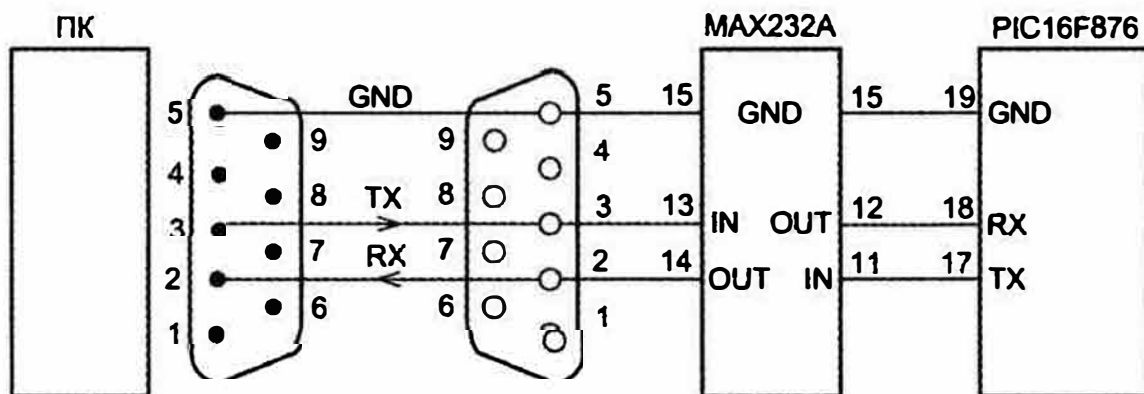 ПК MAX232A PIC16F876
5 GND 5 15 GND 15 19 GND
9 9
4 4
8 TX 8
3 3 13 IN OUT 12 18 RX
7 RX 7
2 2 14 OUT IN 11 17 TX
6 6
1 1